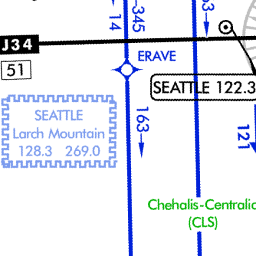 14
-345
J34
51
ERAVE
SEATTLE 122.3
SEATTLE
Larch Mountain
128.3 269.0
163
121
Chehalis-Centralia
(CLS)